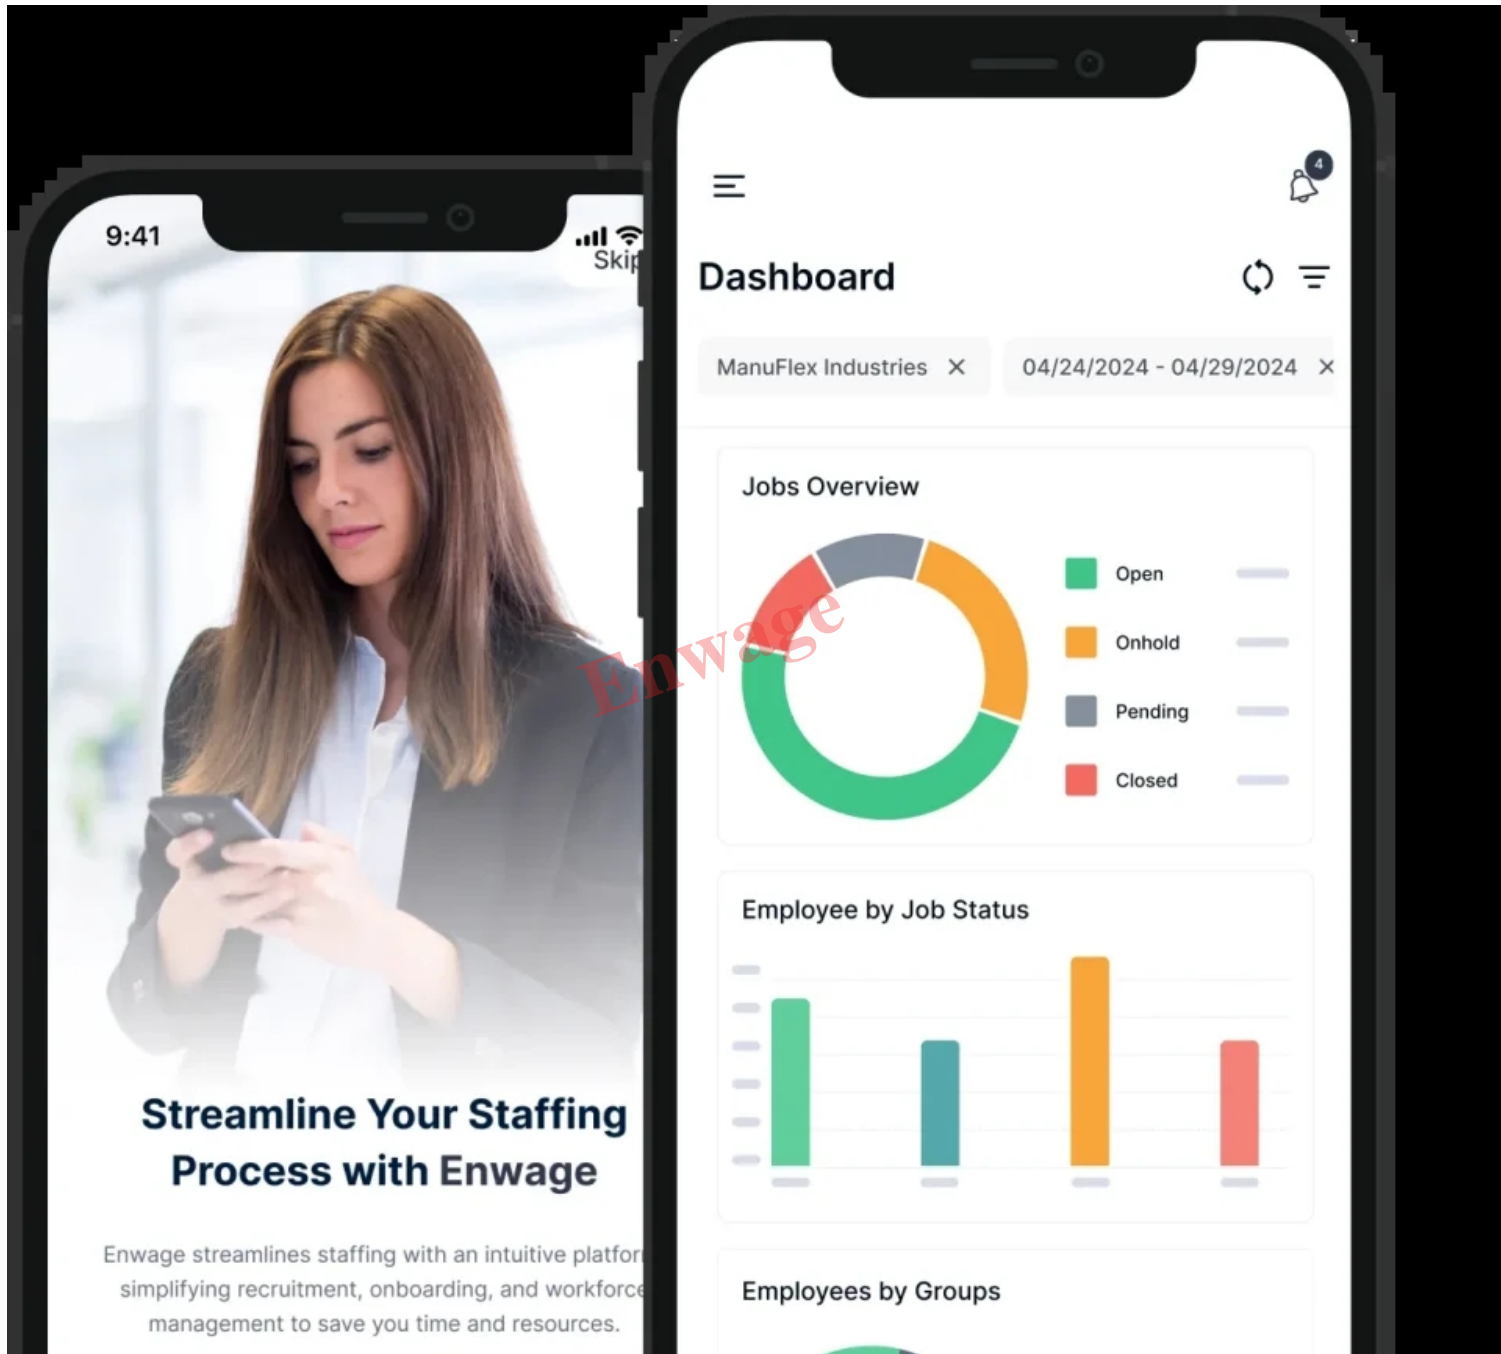 9:41
Skip
Streamline Your Staffing
Process with Enwage
Enwage streamlines staffing with an intuitive platfor
simplifying recruitment, onboarding, and workforce
management to save you time and resources.
4
Dashboard
ManuFlex Industries
04/24/2024 - 04/29/2024
Jobs Overview
Open
Onhold
Pending
Closed
Enwage
Employee by Job Status
Employees by Groups